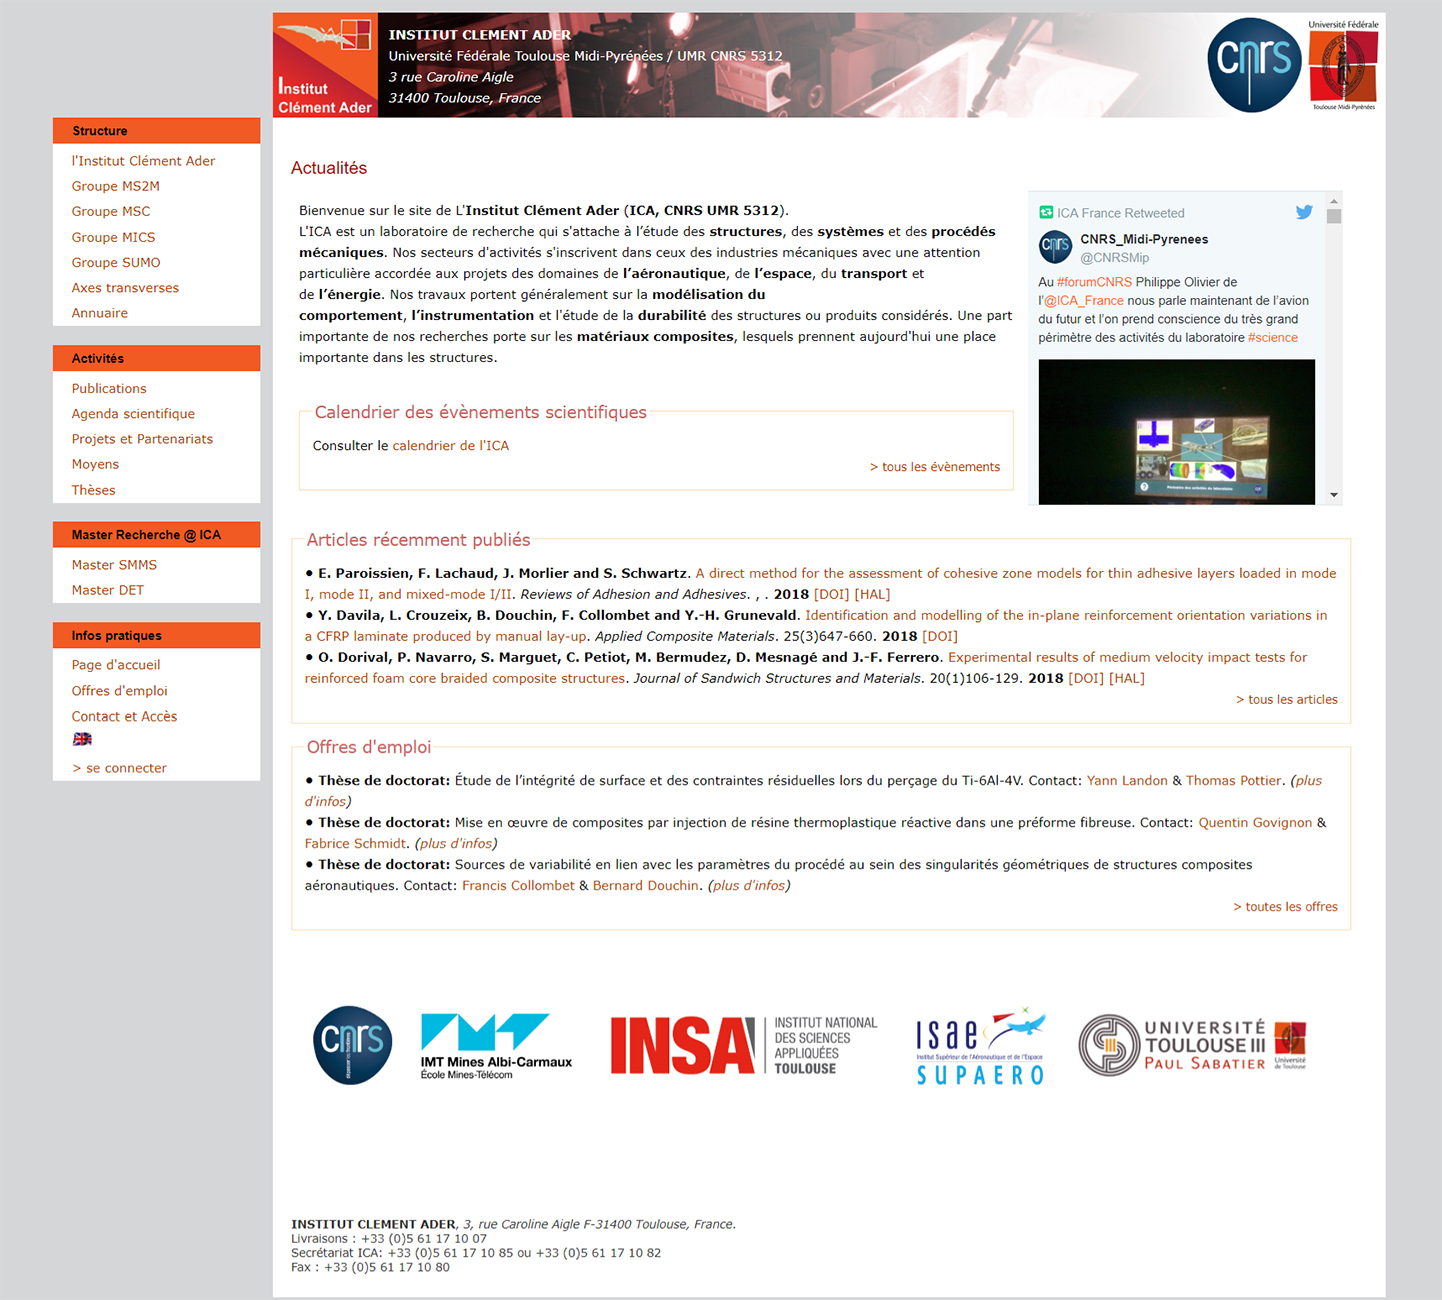 Institut
Clément Ader
INSTITUT CLEMENT ADER
Université Fédérale Toulouse Midi-Pyrénées / UMR CNRS 5312
3 rue Caroline Aigle
31400 Toulouse, France
cnrs
Université Fédérale
Toulouse Midi-Pyrénées
Structure
l'Institut Clément Ader
Groupe MS2M
Groupe MSC
Groupe MICS
Groupe SUMO
Axes transverses
Annuaire
Activités
Publications
Agenda scientifique
Projets et Partenariats
Moyens
Thèses
Master Recherche @ ICA
Master SMMS
Master DET
Infos pratiques
Page d'accueil
Offres d'emploi
Contact et Accès
> se connecter
Actualités
Bienvenue sur le site de L'Institut Clément Ader (ICA, CNRS UMR 5312).
L'ICA est un laboratoire de recherche qui s'attache à l’étude des structures, des systèmes et des procédés
mécaniques. Nos secteurs d'activités s'inscrivent dans ceux des industries mécaniques avec une attention
particulière accordée aux projets des domaines de l’aéronautique, de l’espace, du transport et
de l’énergie. Nos travaux portent généralement sur la modélisation du
comportement, l’instrumentation et l'étude de la durabilité des structures ou produits considérés. Une part
importante de nos recherches porte sur les matériaux composites, lesquels prennent aujourd'hui une place
importante dans les structures.
ICA France Retweeted
CNRS_Midi-Pyrenees
@CNRSMip
Au #forumCNRS Philippe Olivier de
l’@ICA_France nous parle maintenant de l’avion
du futur et l’on prend conscience du très grand
périmètre des activités du laboratoire #science
Calendrier des évènements scientifiques
Consulter le calendrier de l'ICA
> tous les évènements
Articles récemment publiés
● E. Paroissien, F. Lachaud, J. Morlier and S. Schwartz. A direct method for the assessment of cohesive zone models for thin adhesive layers loaded in mode
I, mode II, and mixed-mode I/II. Reviews of Adhesion and Adhesives. , . 2018 [DOI] [HAL]
● Y. Davila, L. Crouzeix, B. Douchin, F. Collombet and Y.-H. Grunevald. Identification and modelling of the in-plane reinforcement orientation variations in
a CFRP laminate produced by manual lay-up. Applied Composite Materials. 25(3)647-660. 2018 [DOI]
● O. Dorival, P. Navarro, S. Marguet, C. Petiot, M. Bermudez, D. Mesnagé and J.-F. Ferrero. Experimental results of medium velocity impact tests for
reinforced foam core braided composite structures. Journal of Sandwich Structures and Materials. 20(1)106-129. 2018 [DOI] [HAL]
> tous les articles
Offres d'emploi
● Thèse de doctorat: Étude de l’intégrité de surface et des contraintes résiduelles lors du perçage du Ti-6Al-4V. Contact: Yann Landon & Thomas Pottier. (plus
d'infos)
● Thèse de doctorat: Mise en œuvre de composites par injection de résine thermoplastique réactive dans une préforme fibreuse. Contact: Quentin Govignon &
Fabrice Schmidt. (plus d'infos)
● Thèse de doctorat: Sources de variabilité en lien avec les paramètres du procédé au sein des singularités géométriques de structures composites
aéronautiques. Contact: Francis Collombet & Bernard Douchin. (plus d'infos)
> toutes les offres
cnrs
IMT Mines Albi-Carmaux
École Mines-Télécom
INSA
INSTITUT NATIONAL
DES SCIENCES
APPLIQUÉES
TOULOUSE
isae
Institut Supérieur de l'Aéronautique et de l'Espace
SUPAERO
UNIVERSITÉ
TOULOUSE III
PAUL SABATIER
Université
de Toulouse
INSTITUT CLEMENT ADER, 3, rue Caroline Aigle F-31400 Toulouse, France.
Livraisons : +33 (0)5 61 17 10 07
Secrétariat ICA: +33 (0)5 61 17 10 85 ou +33 (0)5 61 17 10 82
Fax : +33 (0)5 61 17 10 80